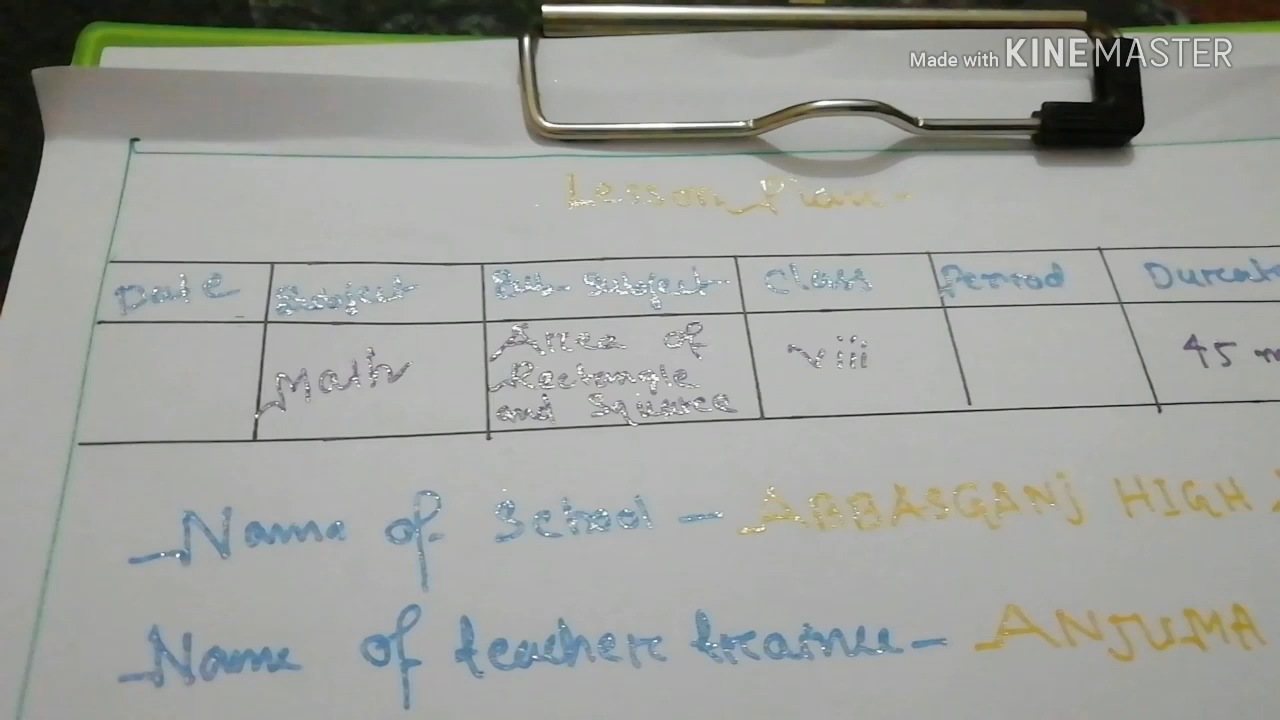 Made with KINEMASTER
Lesson Plan-
Date Subject Sub-Subject Class Period Durati
Math Area of Rectangle and Square viii 45 m
Name of School - ABBASGANJ HIGH
Name of teacher trainee - ANJUMA